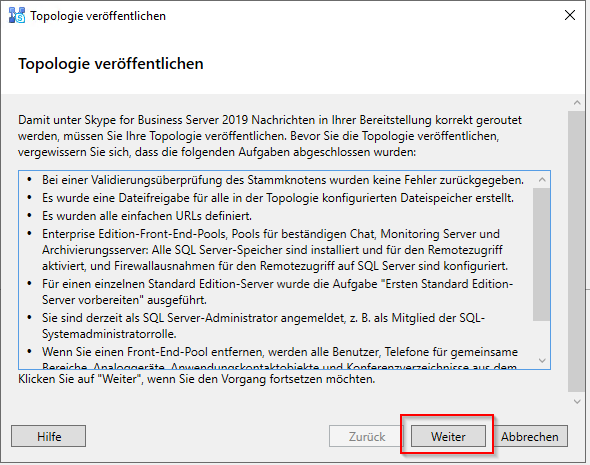 Topologie veröffentlichen
Topologie veröffentlichen
Damit unter Skype for Business Server 2019 Nachrichten in Ihrer Bereitstellung korrekt geroutet
werden, müssen Sie Ihre Topologie veröffentlichen. Bevor Sie die Topologie veröffentlichen,
vergewissern Sie sich, dass die folgenden Aufgaben abgeschlossen wurden:
• Bei einer Validierungsüberprüfung des Stammknotens wurden keine Fehler zurückgegeben.
• Es wurde eine Dateifreigabe für alle in der Topologie konfigurierten Dateispeicher erstellt.
• Es wurden alle einfachen URLs definiert.
• Enterprise Edition-Front-End-Pools, Pools für beständigen Chat, Monitoring Server und
Archivierungsserver: Alle SQL Server-Speicher sind installiert und für den Remotezugriff
aktiviert, und Firewallausnahmen für den Remotezugriff auf SQL Server sind konfiguriert.
• Für einen einzelnen Standard Edition-Server wurde die Aufgabe "Ersten Standard Edition-
Server vorbereiten" ausgeführt.
• Sie sind derzeit als SQL Server-Administrator angemeldet, z. B. als Mitglied der SQL-
Systemadministratorrolle.
• Wenn Sie einen Front-End-Pool entfernen, werden alle Benutzer, Telefone für gemeinsame
Bereiche, Analoggeräte, Anwendungskontaktobjekte und Konferenzverzeichnisse aus dem
Klicken Sie auf "Weiter", wenn Sie den Vorgang fortsetzen möchten.
Hilfe Zurück Weiter Abbrechen